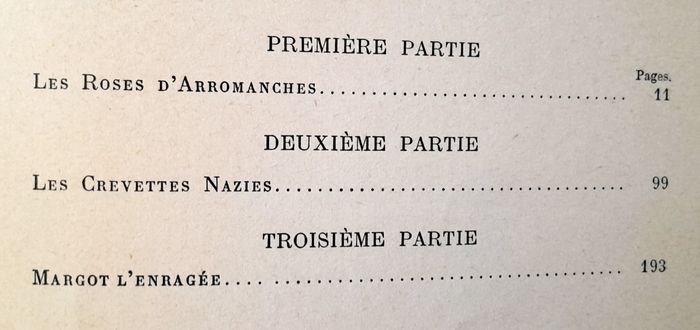 PREMIÈRE PARTIE
Pages.
Les Roses d'Arromanches................................ 11
DEUXIÈME PARTIE
Les Crevettes Nazies.................................... 99
TROISIÈME PARTIE
Margot l'enragée.... .................................. 193